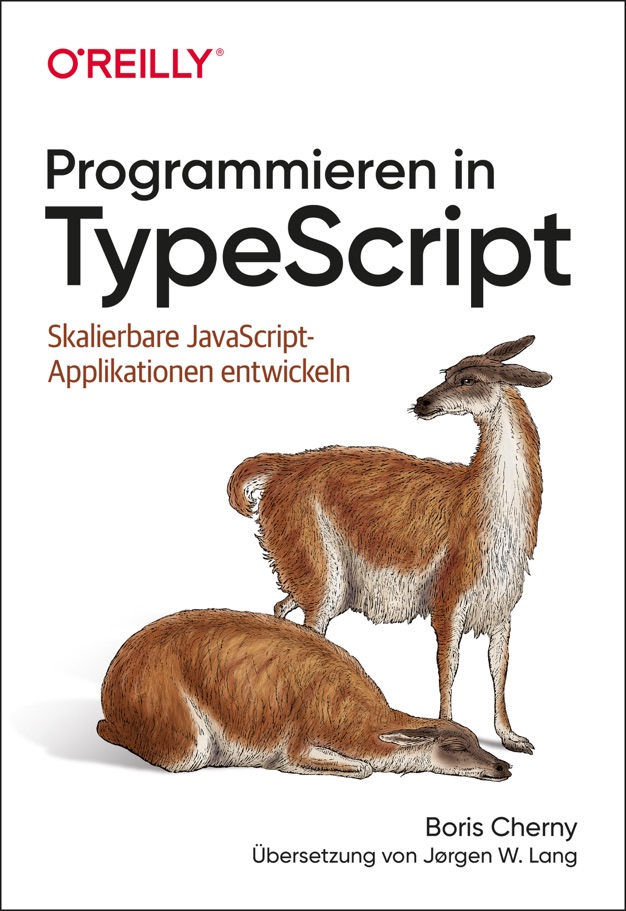 O'REILLY®
Programmieren in
TypeScript
Skalierbare JavaScript-
Applikationen entwickeln
Boris Cherny
Übersetzung von Jørgen W. Lang